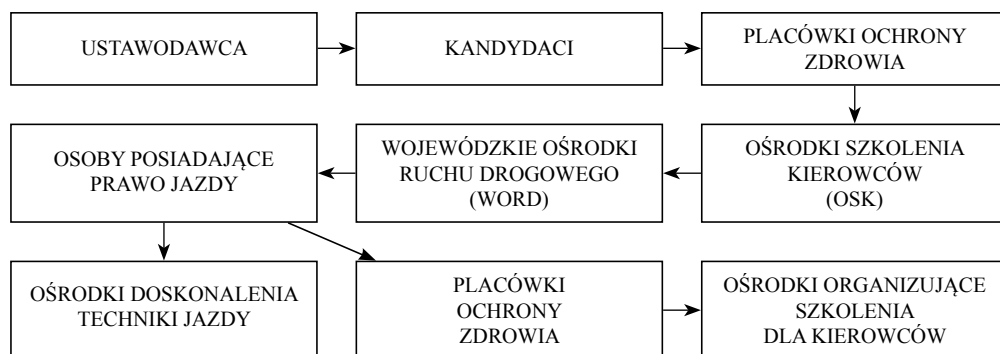 USTAWODAWCA
KANDYDACI
PLACÓWKI OCHRONY
ZDROWIA
OSOBY POSIADAJĄCE
PRAWO JAZDY
WOJEWÓDZKIE OŚRODKI
RUCHU DROGOWEGO
(WORD)
OŚRODKI SZKOLENIA
KIEROWCÓW
(OSK)
OŚRODKI DOSKONALENIA
TECHNIKI JAZDY
PLACÓWKI
OCHRONY
ZDROWIA
OŚRODKI ORGANIZUJĄCE
SZKOLENIA
DLA KIEROWCÓW